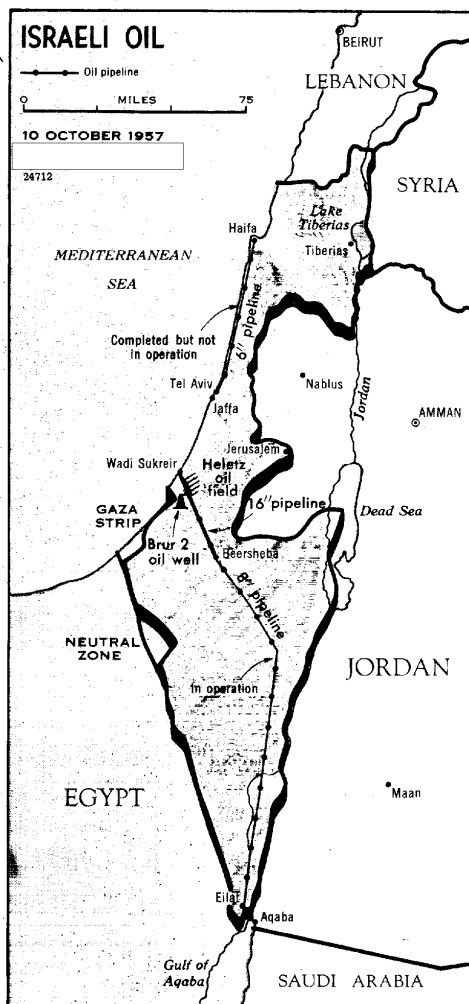 ISRAELI OIL
Oil pipeline
0 MILES 75
10 OCTOBER 1957
24712
BEIRUT
LEBANON
SYRIA
Lake
Tiberias
Haifa
Tiberias
MEDITERRANEAN
SEA
6" pipeline
Completed but not
in operation
Tel Aviv
Jaffa
Nablus
Jordan
AMMAN
Jerusalem
Wadi Sukreir
Heletz
oil
field
16" pipeline
Dead Sea
GAZA
STRIP
Brur 2
oil well
Beersheba
8" pipeline
NEUTRAL
ZONE
In operation
JORDAN
EGYPT
Maan
Eilat
Aqaba
Gulf of
Aqaba
SAUDI ARABIA